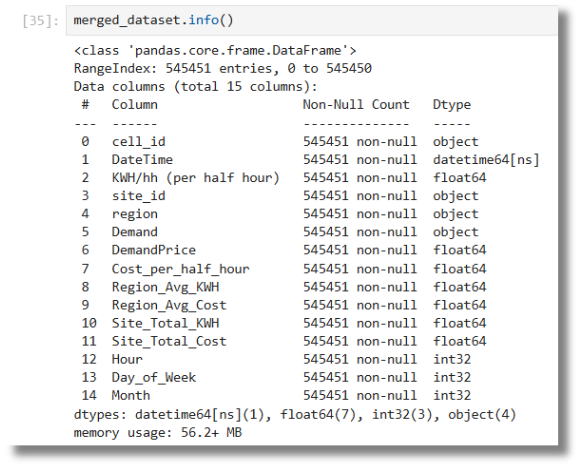 [35]: merged_dataset.info()
<class 'pandas.core.frame.DataFrame'>
RangeIndex: 545451 entries, 0 to 545450
Data columns (total 15 columns):
#   Column   Non-Null Count   Dtype
---  ------   --------------   -----
0   cell_id   545451 non-null   object
1   DateTime   545451 non-null   datetime64[ns]
2   KWH/hh (per half hour)   545451 non-null   float64
3   site_id   545451 non-null   object
4   region   545451 non-null   object
5   Demand   545451 non-null   object
6   DemandPrice   545451 non-null   float64
7   Cost_per_half_hour   545451 non-null   float64
8   Region_Avg_KWH   545451 non-null   float64
9   Region_Avg_Cost   545451 non-null   float64
10   Site_Total_KWH   545451 non-null   float64
11   Site_Total_Cost   545451 non-null   float64
12   Hour   545451 non-null   int32
13   Day_of_Week   545451 non-null   int32
14   Month   545451 non-null   int32
dtypes: datetime64[ns](1), float64(7), int32(3), object(4)
memory usage: 56.2+ MB